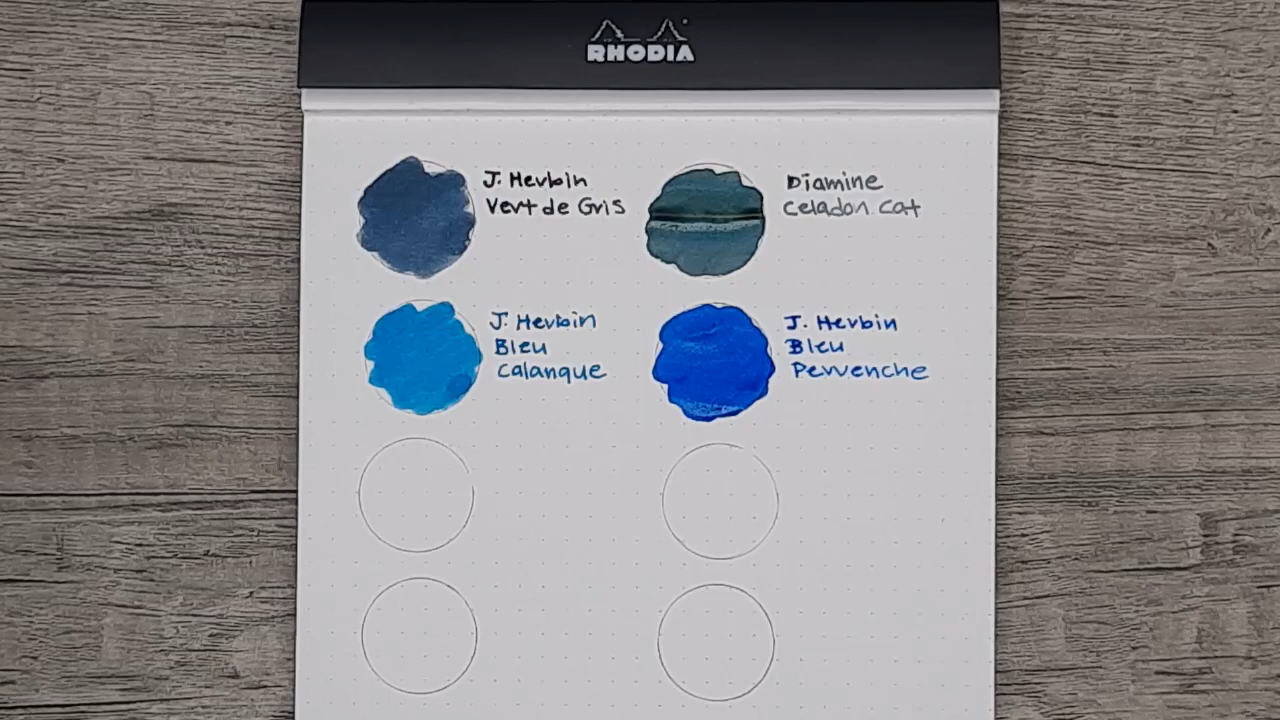 RHODIA
J. Herbin
Vert de Gris
Diamine
Celadon Cat
J. Herbin
Bleu
Calanque
J. Herbin
Bleu
Pervenche